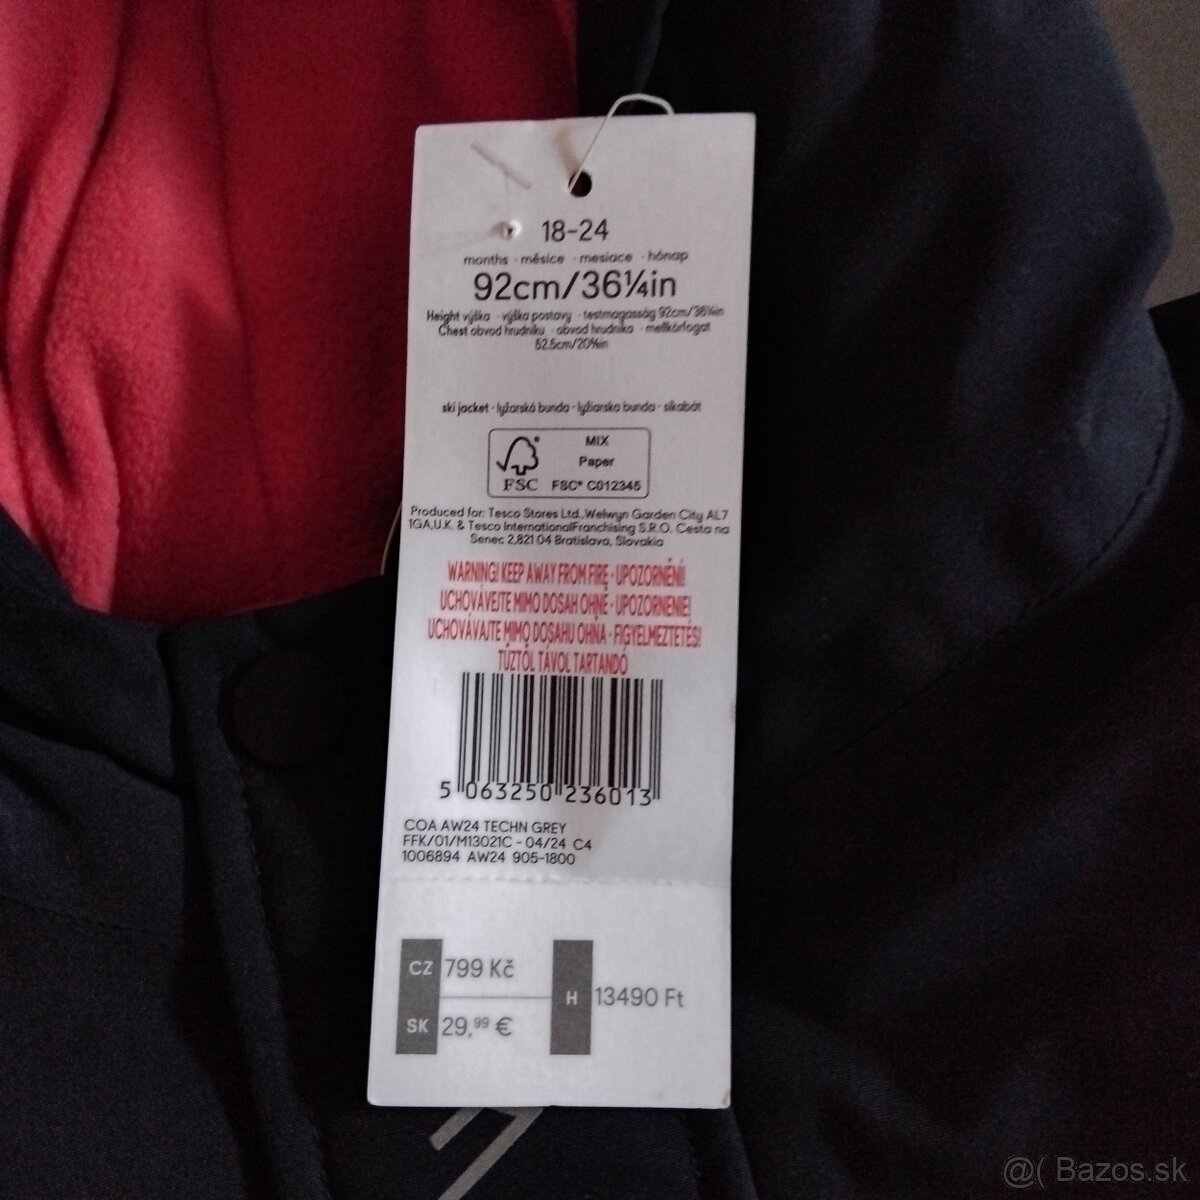 18-24
months · měsíce · mesiace · hónap
92cm/36¼in
Height výška · výška postavy · testmagasság 92cm/36¼in
Chest obvod hrudníku · obvod hrudníka · mellkörfogat
52.5cm/20⅝in
ski jacket · lyžařská bunda · lyžiarska bunda · síkabát
MIX
Paper
FSC FSC® C012345
Produced for: Tesco Stores Ltd.,Welwyn Garden City AL7
1GA,U.K. & Tesco InternationalFranchising S.R.O. Cesta na
Senec 2,821 04 Bratislava, Slovakia
WARNING! KEEP AWAY FROM FIRE · UPOZORNĚNÍ!
UCHOVÁVEJTE MIMO DOSAH OHNĚ · UPOZORNENIE!
UCHOVÁVAJTE MIMO DOSAHU OHŇA · FIGYELMEZTETÉS!
TŰZTŐL TÁVOL TARTANDÓ
5 063250 236013
COA AW24 TECHN GREY
FFK/01/M13021C - 04/24 C4
1006894 AW24 905-1800
CZ 799 Kč
H 13490 Ft
SK 29,99 €
@( Bazos.sk